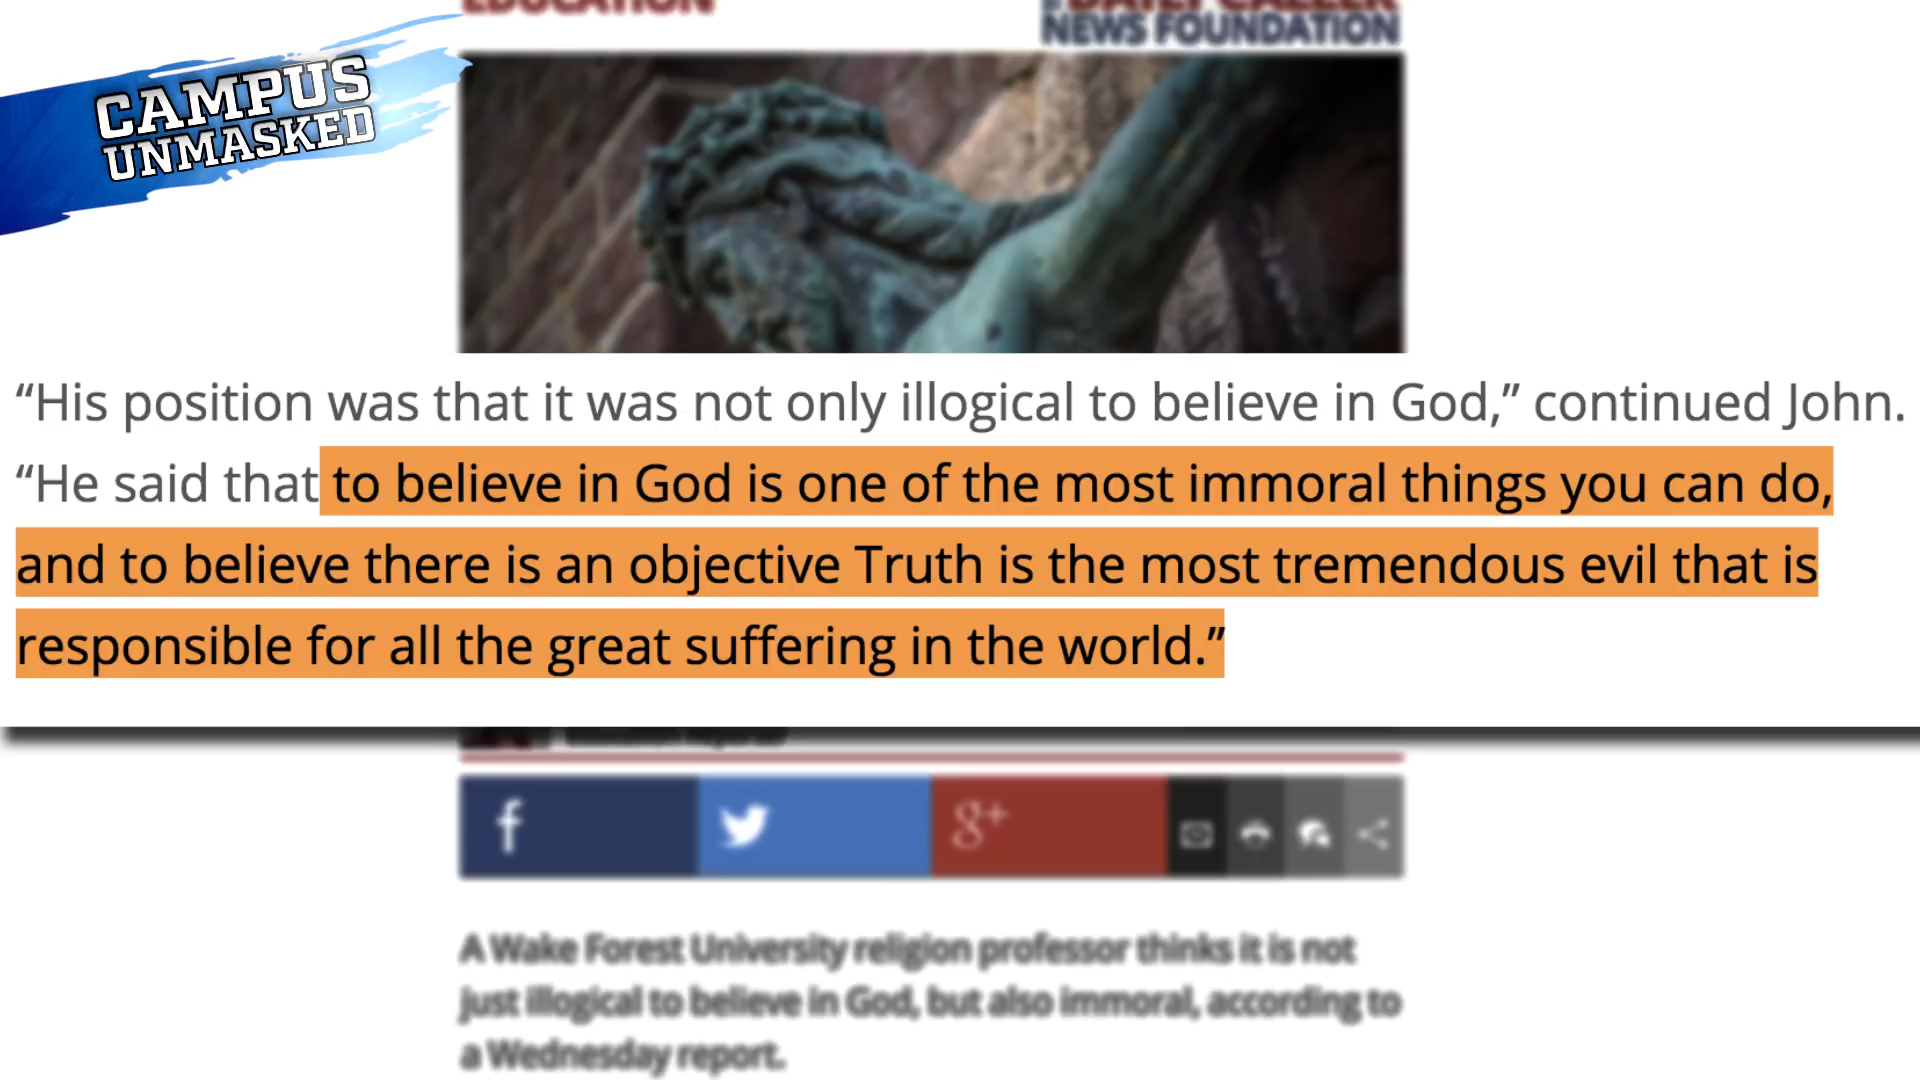 EDUCATION
DAILY CALLER
NEWS FOUNDATION
CAMPUS
UNMASKED
“His position was that it was not only illogical to believe in God,” continued John.
“He said that to believe in God is one of the most immoral things you can do,
and to believe there is an objective Truth is the most tremendous evil that is
responsible for all the great suffering in the world.”
f
g+
A Wake Forest University religion professor thinks it is not
just illogical to believe in God, but also immoral, according to
a Wednesday report.